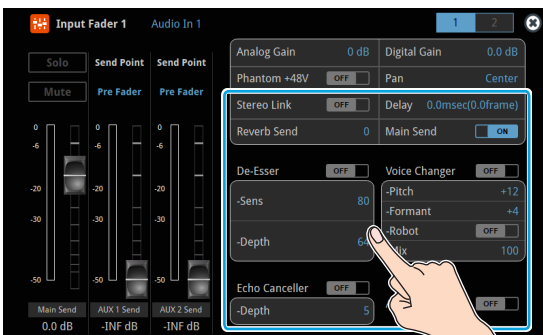 Input Fader 1 Audio In 1 1 2
Solo Send Point Send Point
Mute Pre Fader Pre Fader
0 0 0
-6 -6 -6
-20 -20 -20
-30 -30 -30
-50 -50 -50
Main Send AUX 1 Send AUX 2 Send
0.0 dB -INF dB -INF dB
Analog Gain 0 dB Digital Gain 0.0 dB
Phantom +48V OFF Pan Center
Stereo Link OFF Delay 0.0msec(0.0frame)
Reverb Send 0 Main Send ON
De-Esser OFF Voice Changer OFF
-Sens 80 -Pitch +12
-Formant +4
-Depth -Robot OFF
100
Echo Canceller OFF
-Depth 5 OFF